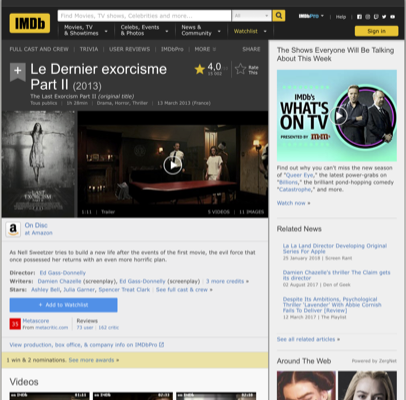 IMDb
Find Movies, TV shows, Celebrities and more...
All
IMDbPro
Help
Movies, TV
& Showtimes
Celebs, Events
& Photos
News &
Community
Watchlist
Sign in
FULL CAST AND CREW | TRIVIA | USER REVIEWS | IMDbPro | MORE
SHARE
Le Dernier exorcisme
Part II (2013)
The Last Exorcism Part II (original title)
Tous publics | 1h 28min | Drama, Horror, Thriller | 13 March 2013 (France)
4,0
Rate
This
THE LAST
EXORCISM
1:11 | Trailer
5 VIDEOS | 11 IMAGES
On Disc
at Amazon
As Nell Sweetzer tries to build a new life after the events of the first movie, the evil force that
once possessed her returns with an even more horrific plan.
Director: Ed Gass-Donnelly
Writers: Damien Chazelle (screenplay), Ed Gass-Donnelly (screenplay) | 3 more credits »
Stars: Ashley Bell, Julia Garner, Spencer Treat Clark | See full cast & crew »
+ Add to Watchlist
35
Metascore
From metacritic.com
Reviews
73 user | 162 critic
View production, box office, & company info on IMDbPro
1 win & 2 nominations. See more awards »
Videos
The Shows Everyone Will Be Talking
About This Week
IMDb's
WHAT'S
ON TV
PRESENTED BY M&M'S
Find out why you can't miss the new season
of "Queer Eye," the latest power-grabs on
"Billions," the brilliant pond-hopping comedy
"Catastrophe," and more.
Watch now »
Related News
La La Land Director Developing Original
Series For Apple
25 January 2018 | Screen Rant
Damien Chazelle's thriller The Claim gets
its director
02 August 2017 | Den of Geek
Despite Its Ambitions, Psychological
Thriller 'Lavender' With Abbie Cornish
Fails To Deliver [Review]
12 March 2017 | The Playlist
See all related articles »
Around The Web
Powered by ZergNet